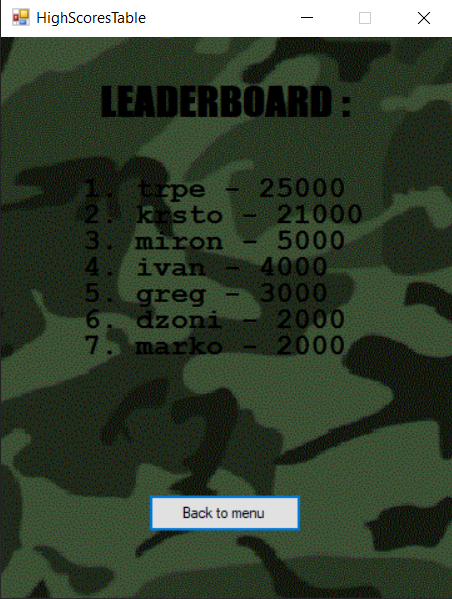 HighScoresTable
LEADERBOARD :
1. trpe - 25000
2. krsto - 21000
3. miron - 5000
4. ivan - 4000
5. greg - 3000
6. dzoni - 2000
7. marko - 2000
Back to menu